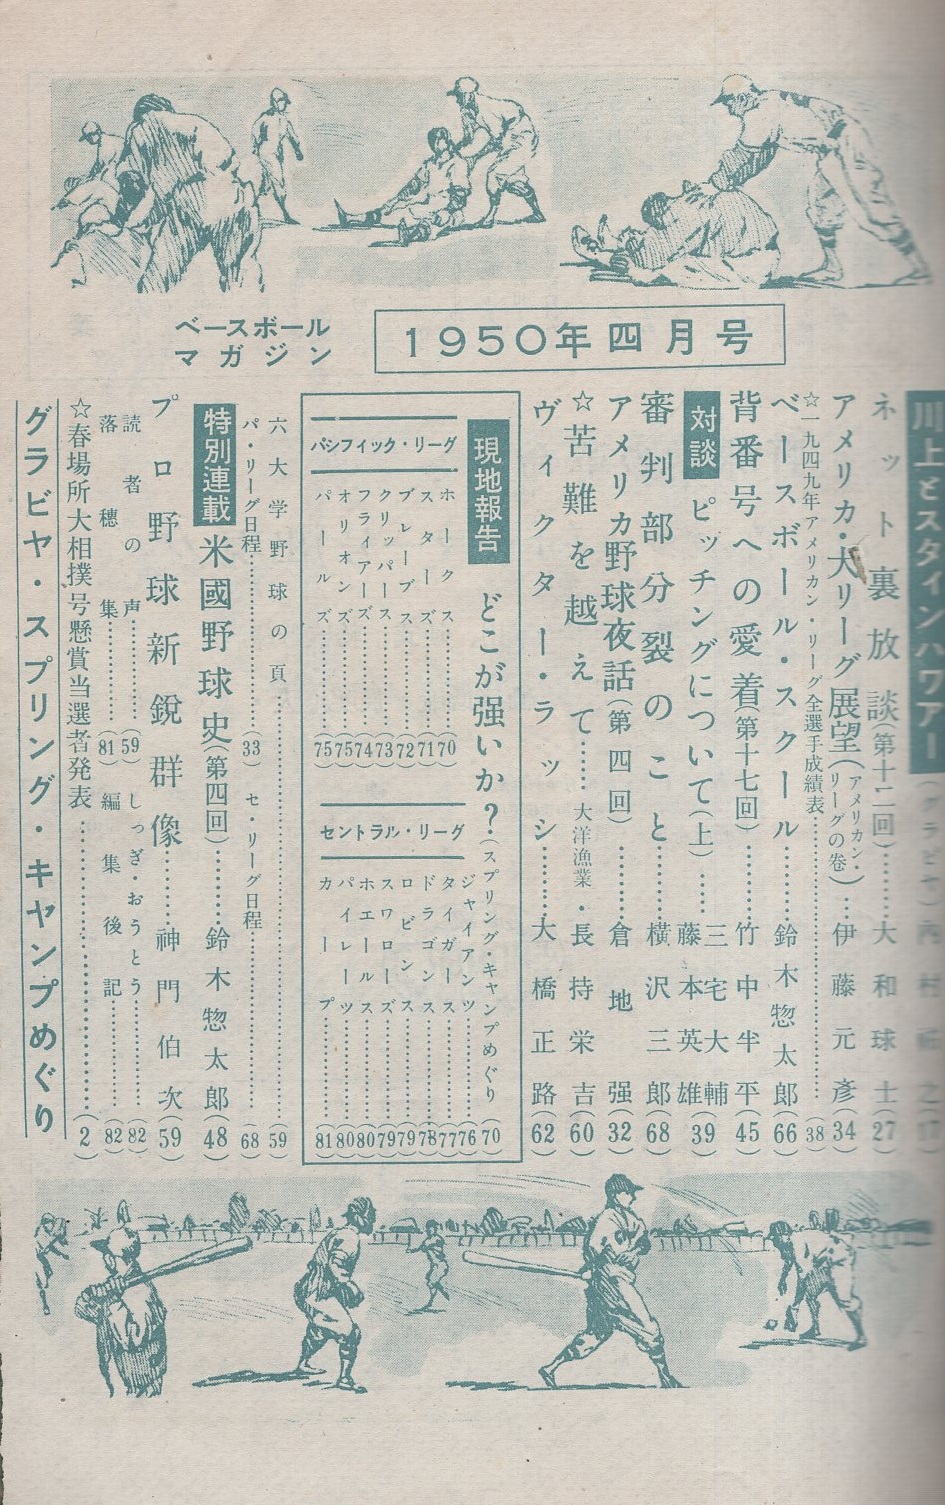 ベースボール
マガジン
1950年四月号
川上とスタインハワアー
ネット裏放談(第十二回)………大和球士(27)
アメリカ・大リーグ展望(アメリカン・リーグの巻)…伊藤元彦(34)
☆一九四九年アメリカン・リーグ全選手成績表………(38)
ベースボール・スクール………鈴木惣太郎(66)
背番号への愛着(第十七回)………竹中半平(45)
対談 ピッチングについて(上)……三宅大輔 藤本英雄(39)
審判部分裂のこと………横沢三郎(68)
アメリカ野球夜話(第四回)………倉地強(32)
☆苦難を越えて……大洋漁業・長持栄吉(60)
ヴィクター・ラッシ………大橋正路(62)
現地報告 どこが强いか?(スプリング・キャンプめぐり(70)
パシフィック・リーグ
ホークス………(70)
スターズ………(71)
ブレーブス………(72)
クリッパース………(73)
フライアーズ………(74)
オリオンズ………(75)
パールズ………(75)
セントラル・リーグ
ジャイアンツ………(76)
タイガース………(77)
ドラゴンス………(78)
ロビンス………(79)
スワローズ………(79)
ホエールス………(80)
パイレーツ………(80)
カープ………(81)
六大学野球の頁………(59)
パ・リーグ日程………(33)
セ・リーグ日程………(68)
特別連載 米國野球史(第四回)………鈴木惣太郎(48)
プロ野球新鋭群像………神門伯次(59)
読者の声………(59)
しっぎ・おうとう………(82)
落穂集………(81)
編集後記………(82)
☆春場所大相撲号懸賞当選者発表………(2)
グラビヤ・スプリング・キャンプめぐり